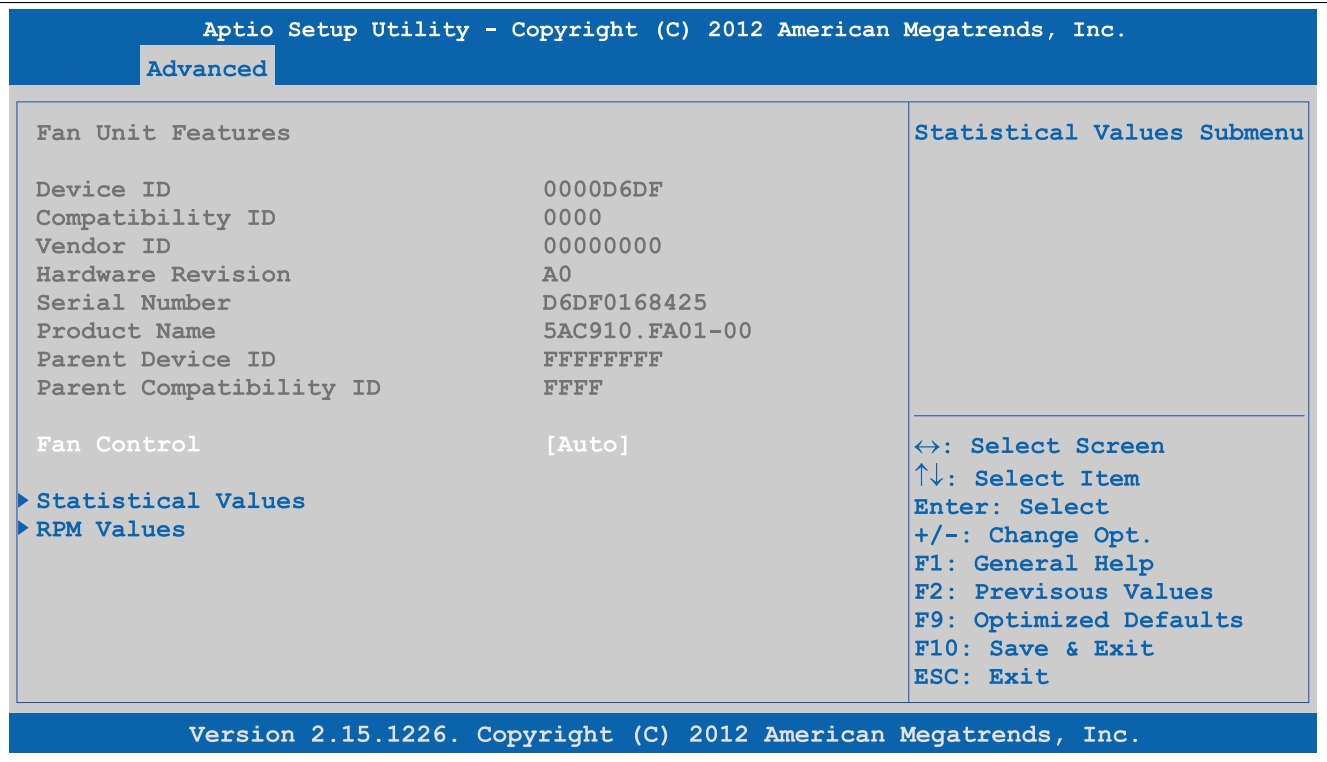 Aptio Setup Utility - Copyright (C) 2012 American Megatrends, Inc.
Advanced
Fan Unit Features
Device ID 0000D6DF
Compatibility ID 0000
Vendor ID 00000000
Hardware Revision A0
Serial Number D6DF0168425
Product Name 5AC910.FA01-00
Parent Device ID FFFFFFFF
Parent Compatibility ID FFFF
Fan Control [Auto]
Statistical Values
RPM Values
Statistical Values Submenu
↔: Select Screen
↑↓: Select Item
Enter: Select
+/-: Change Opt.
F1: General Help
F2: Previsous Values
F9: Optimized Defaults
F10: Save & Exit
ESC: Exit
Version 2.15.1226. Copyright (C) 2012 American Megatrends, Inc.